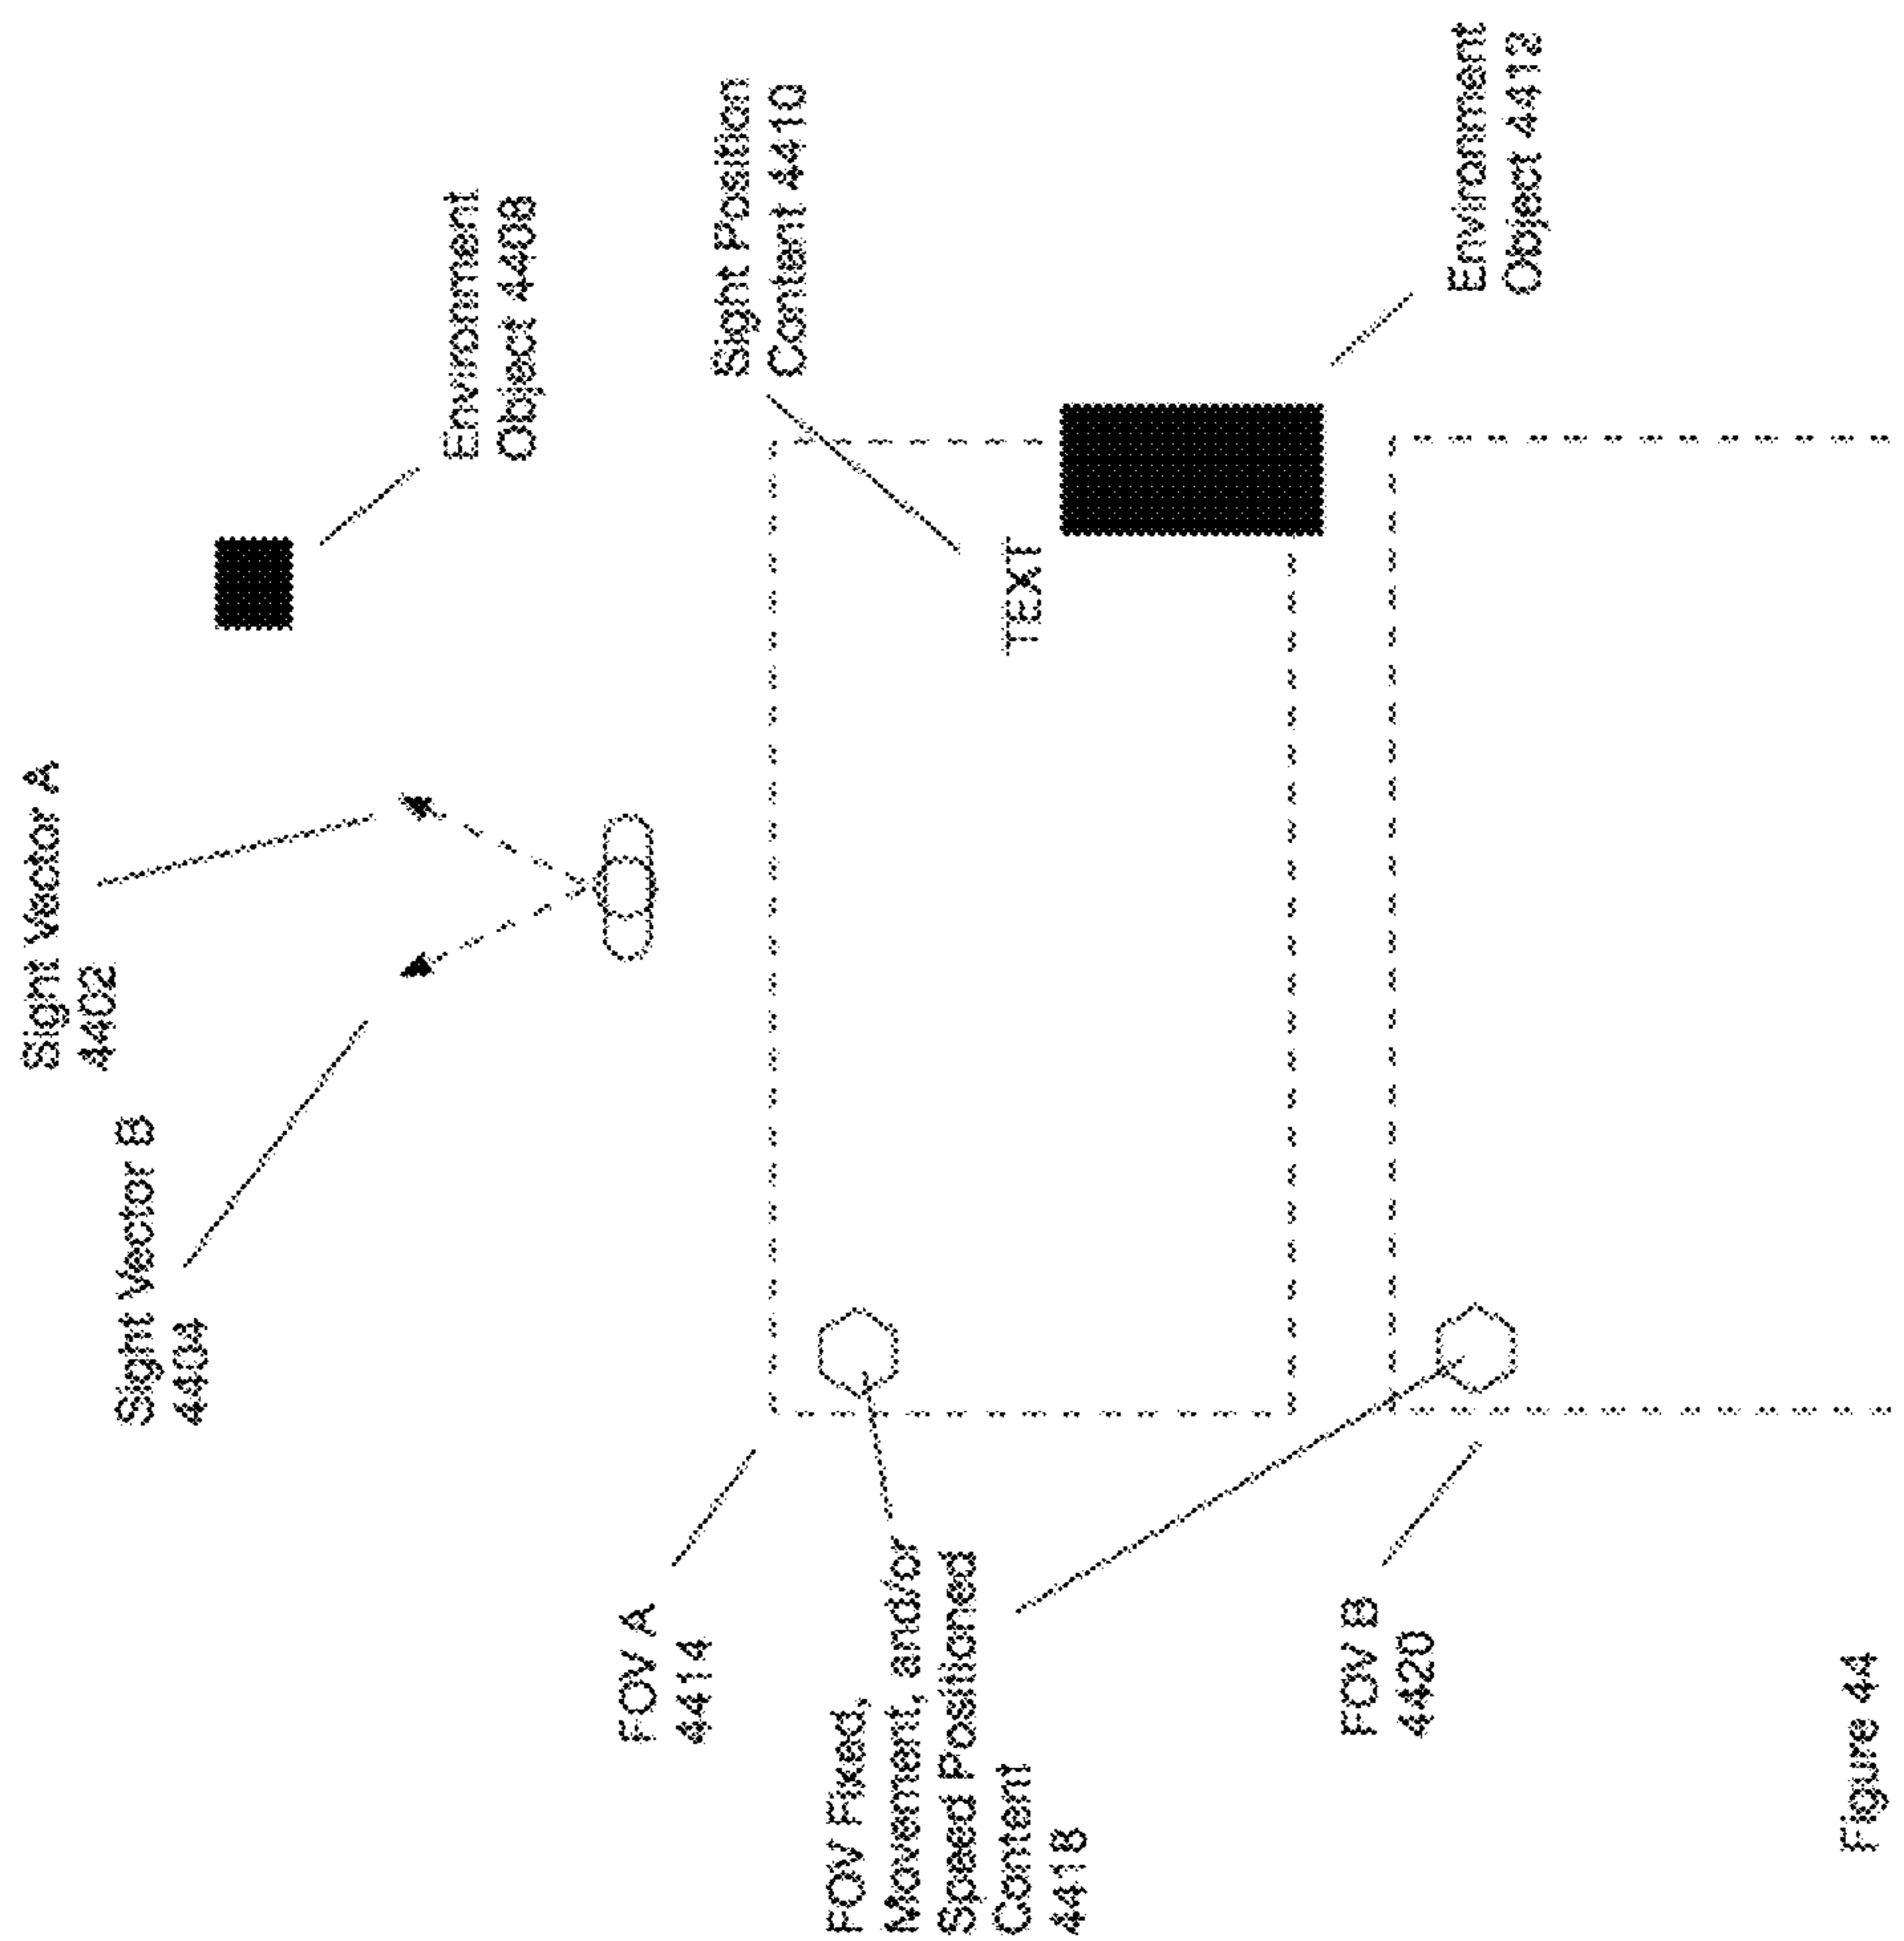 Sight Vector A
4402
Sight Vector B
4404
Environment
Object 4408
FOV A
4414
Sight Position
Content 4410
TEXT
FOV Fixed,
Movement, and/or
Speed Positioned
Content
4418
Environment
Object 4412
FOV B
4420
Figure 44